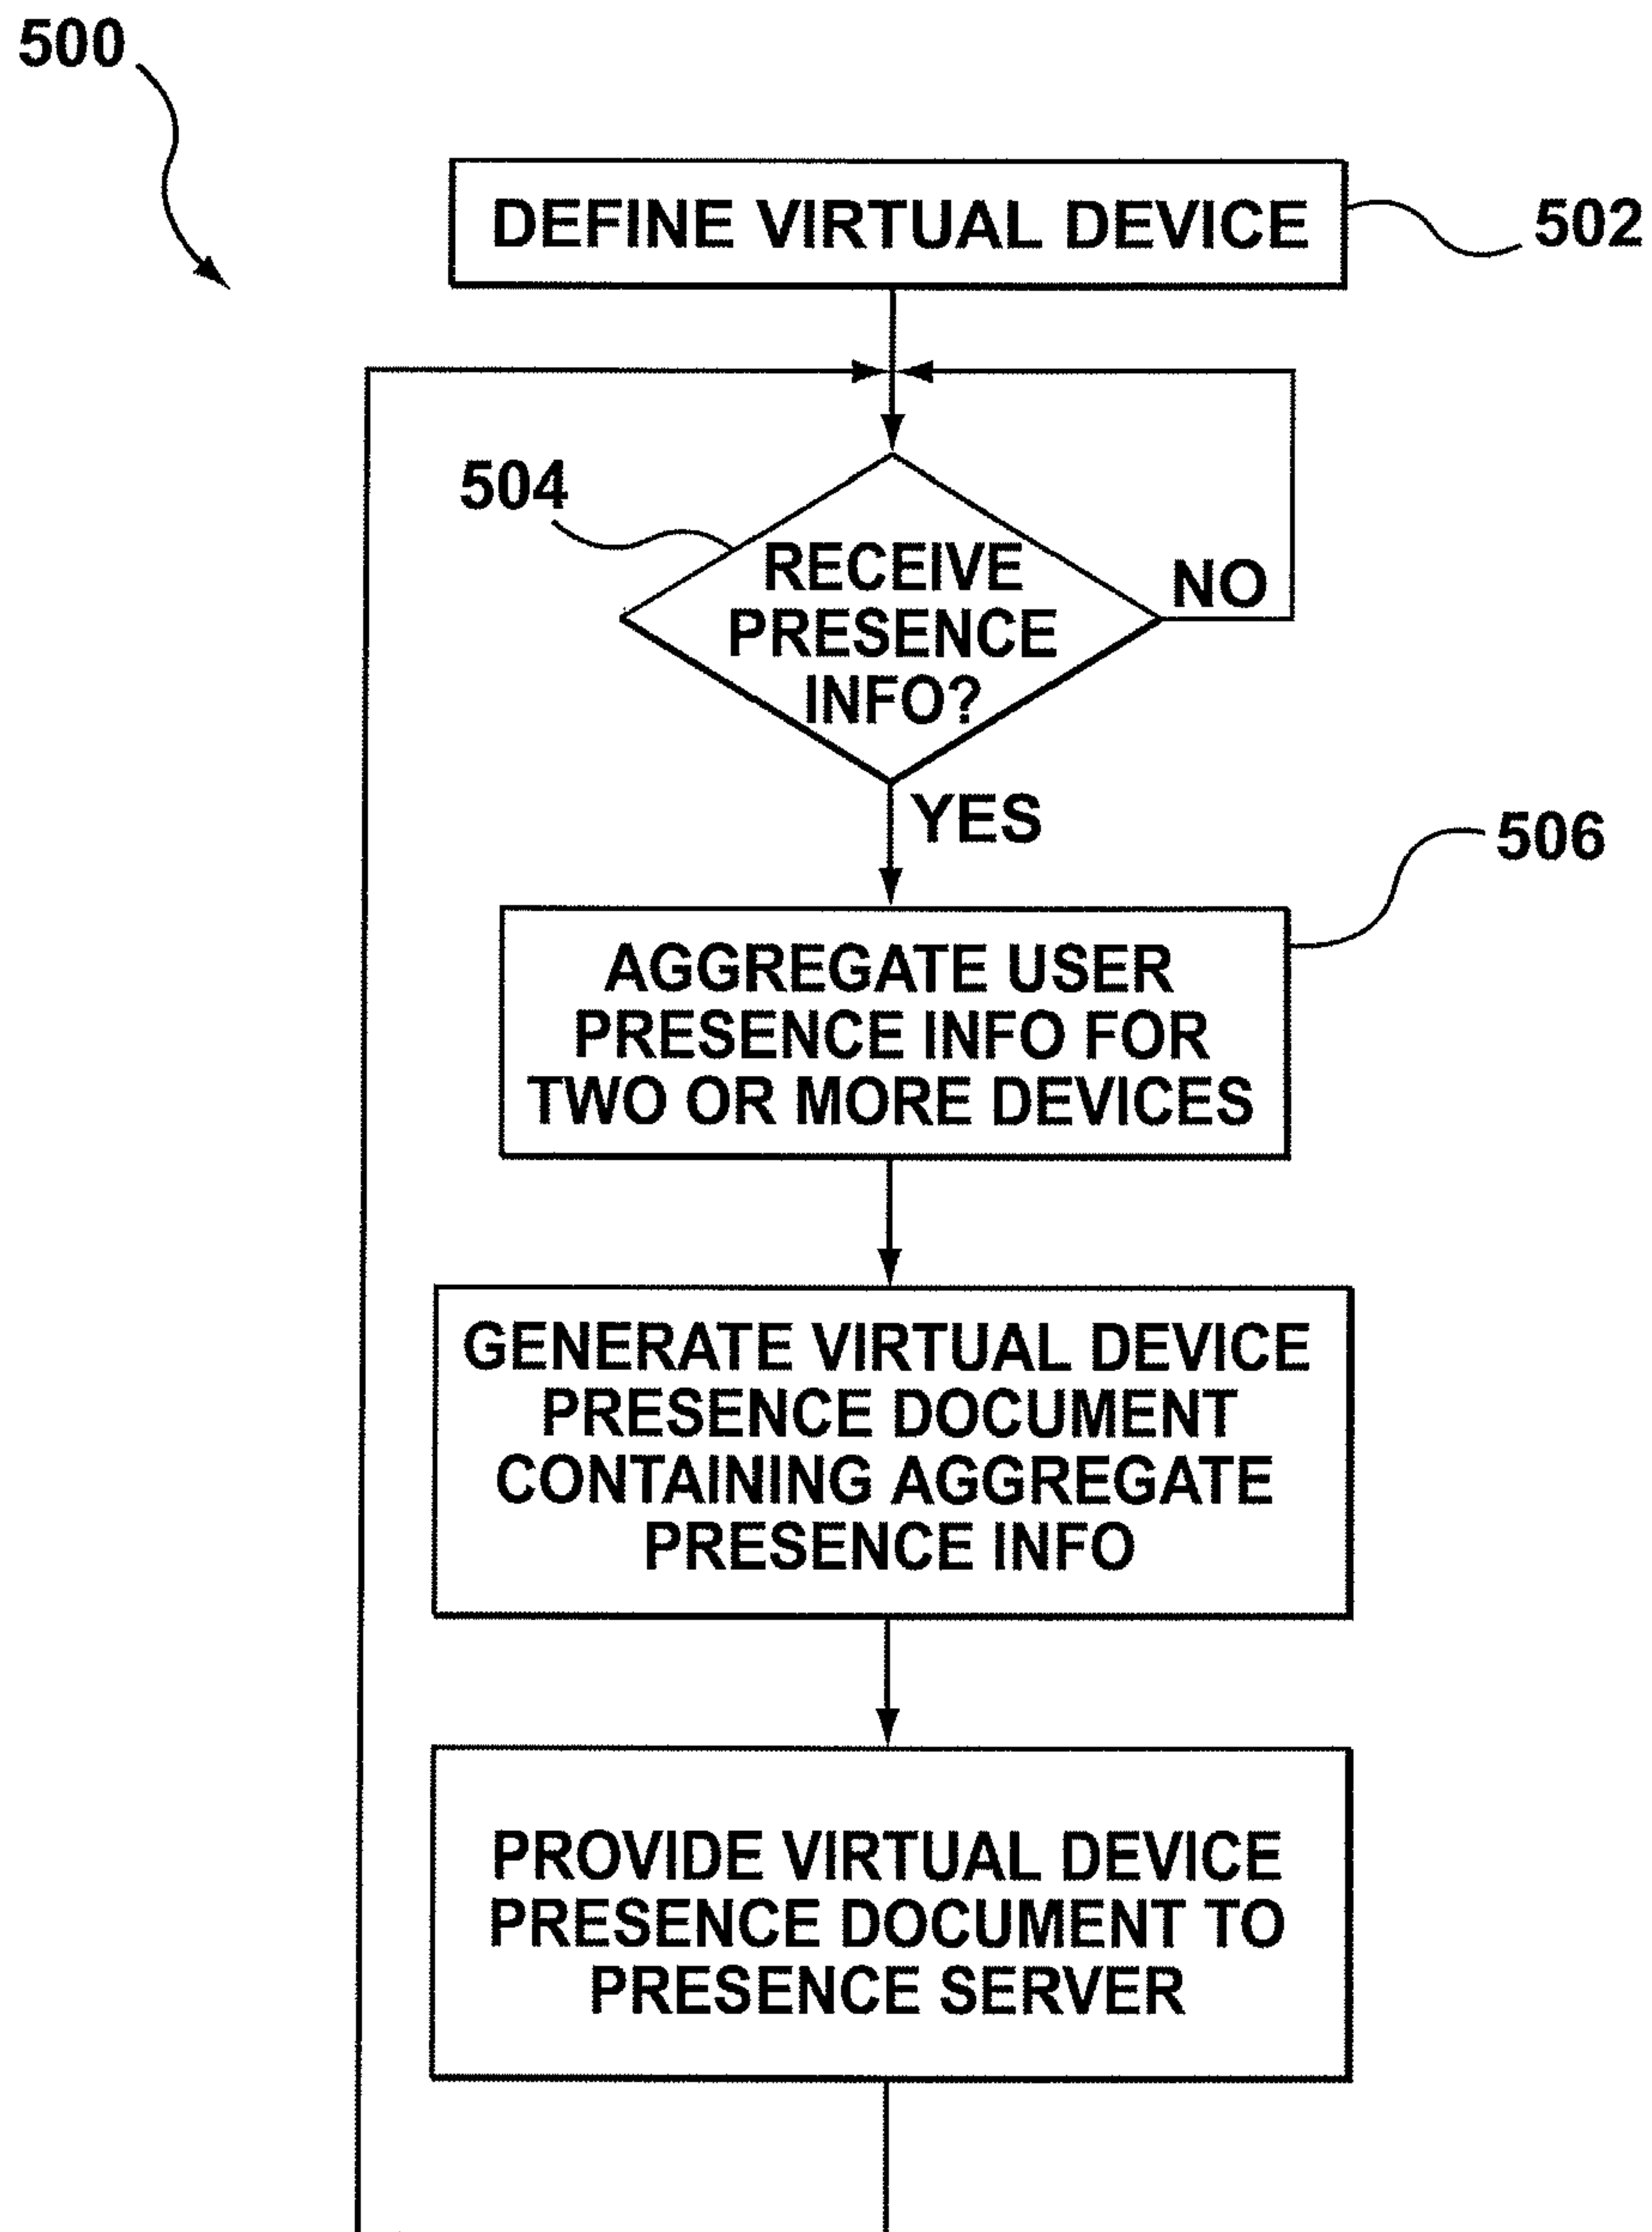 500
DEFINE VIRTUAL DEVICE
502
504
RECEIVE
PRESENCE
INFO?
NO
YES
506
AGGREGATE USER
PRESENCE INFO FOR
TWO OR MORE DEVICES
GENERATE VIRTUAL DEVICE
PRESENCE DOCUMENT
CONTAINING AGGREGATE
PRESENCE INFO
PROVIDE VIRTUAL DEVICE
PRESENCE DOCUMENT TO
PRESENCE SERVER